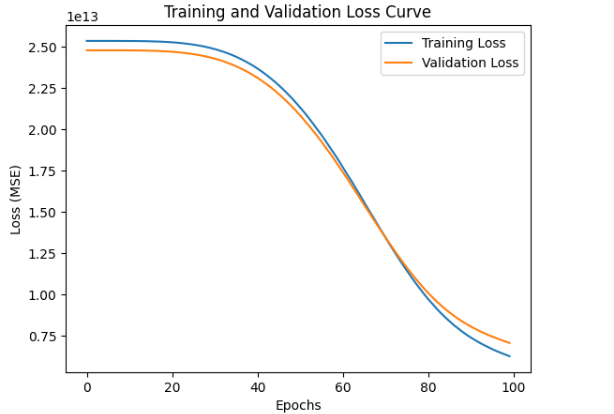 Training and Validation Loss Curve
1e13
Training Loss
Validation Loss
2.50
2.25
2.00
1.75
1.50
1.25
1.00
0.75
Loss (MSE)
0 20 40 60 80 100
Epochs